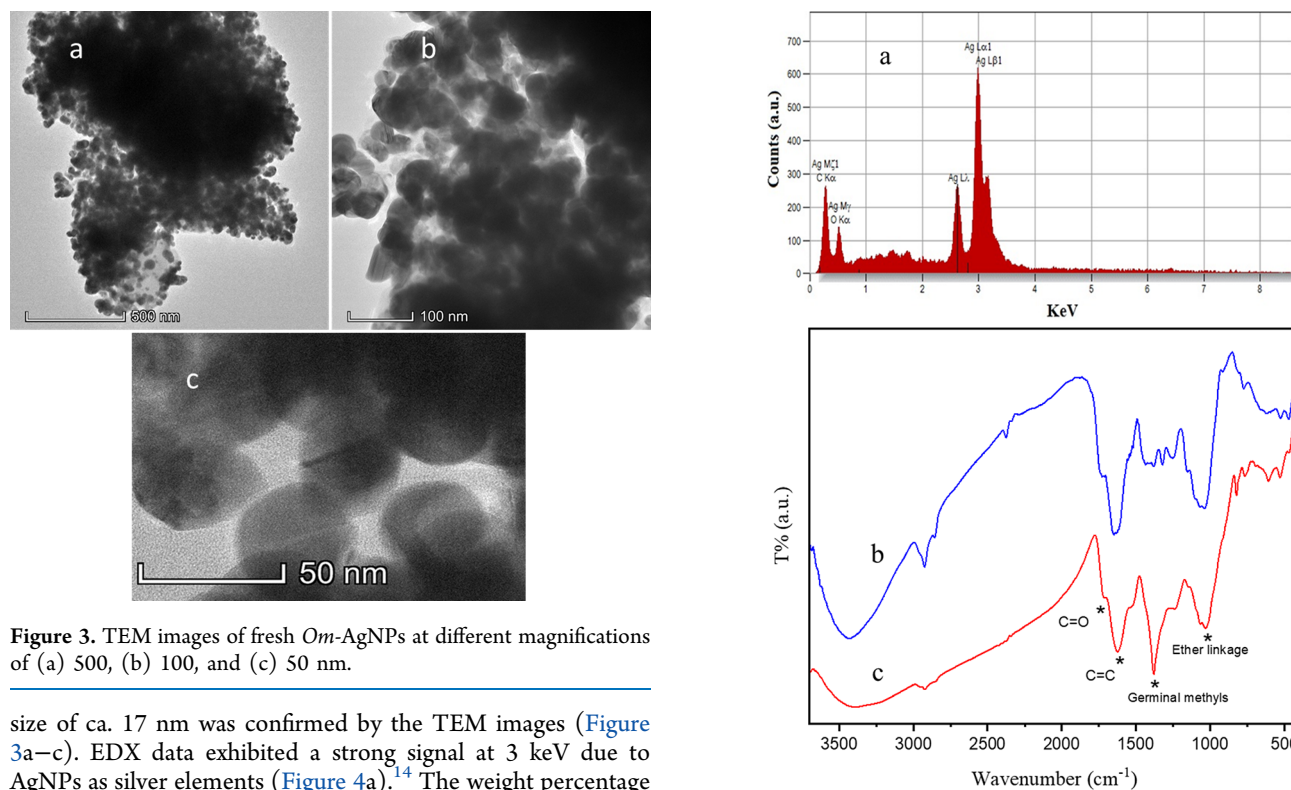 a
500 nm
b
100 nm
c
50 nm
Figure 3. TEM images of fresh Om-AgNPs at different magnifications
of (a) 500, (b) 100, and (c) 50 nm.
size of ca. 17 nm was confirmed by the TEM images (Figure
3a−c). EDX data exhibited a strong signal at 3 keV due to
AgNPs as silver elements (Figure 4a).14 The weight percentage
a
Ag Lα1
Ag Lβ1
Ag Mζ1
C Kα
Ag Mγ
O Kα
Counts (a.u.)
700
600
500
400
300
200
100
0
0 1 2 3 4 5 6 7 8
KeV
T% (a.u.)
b
c
C=O
C=C
Germinal methyls
Ether linkage
* * * *
3500 3000 2500 2000 1500 1000
Wavenumber (cm-1)